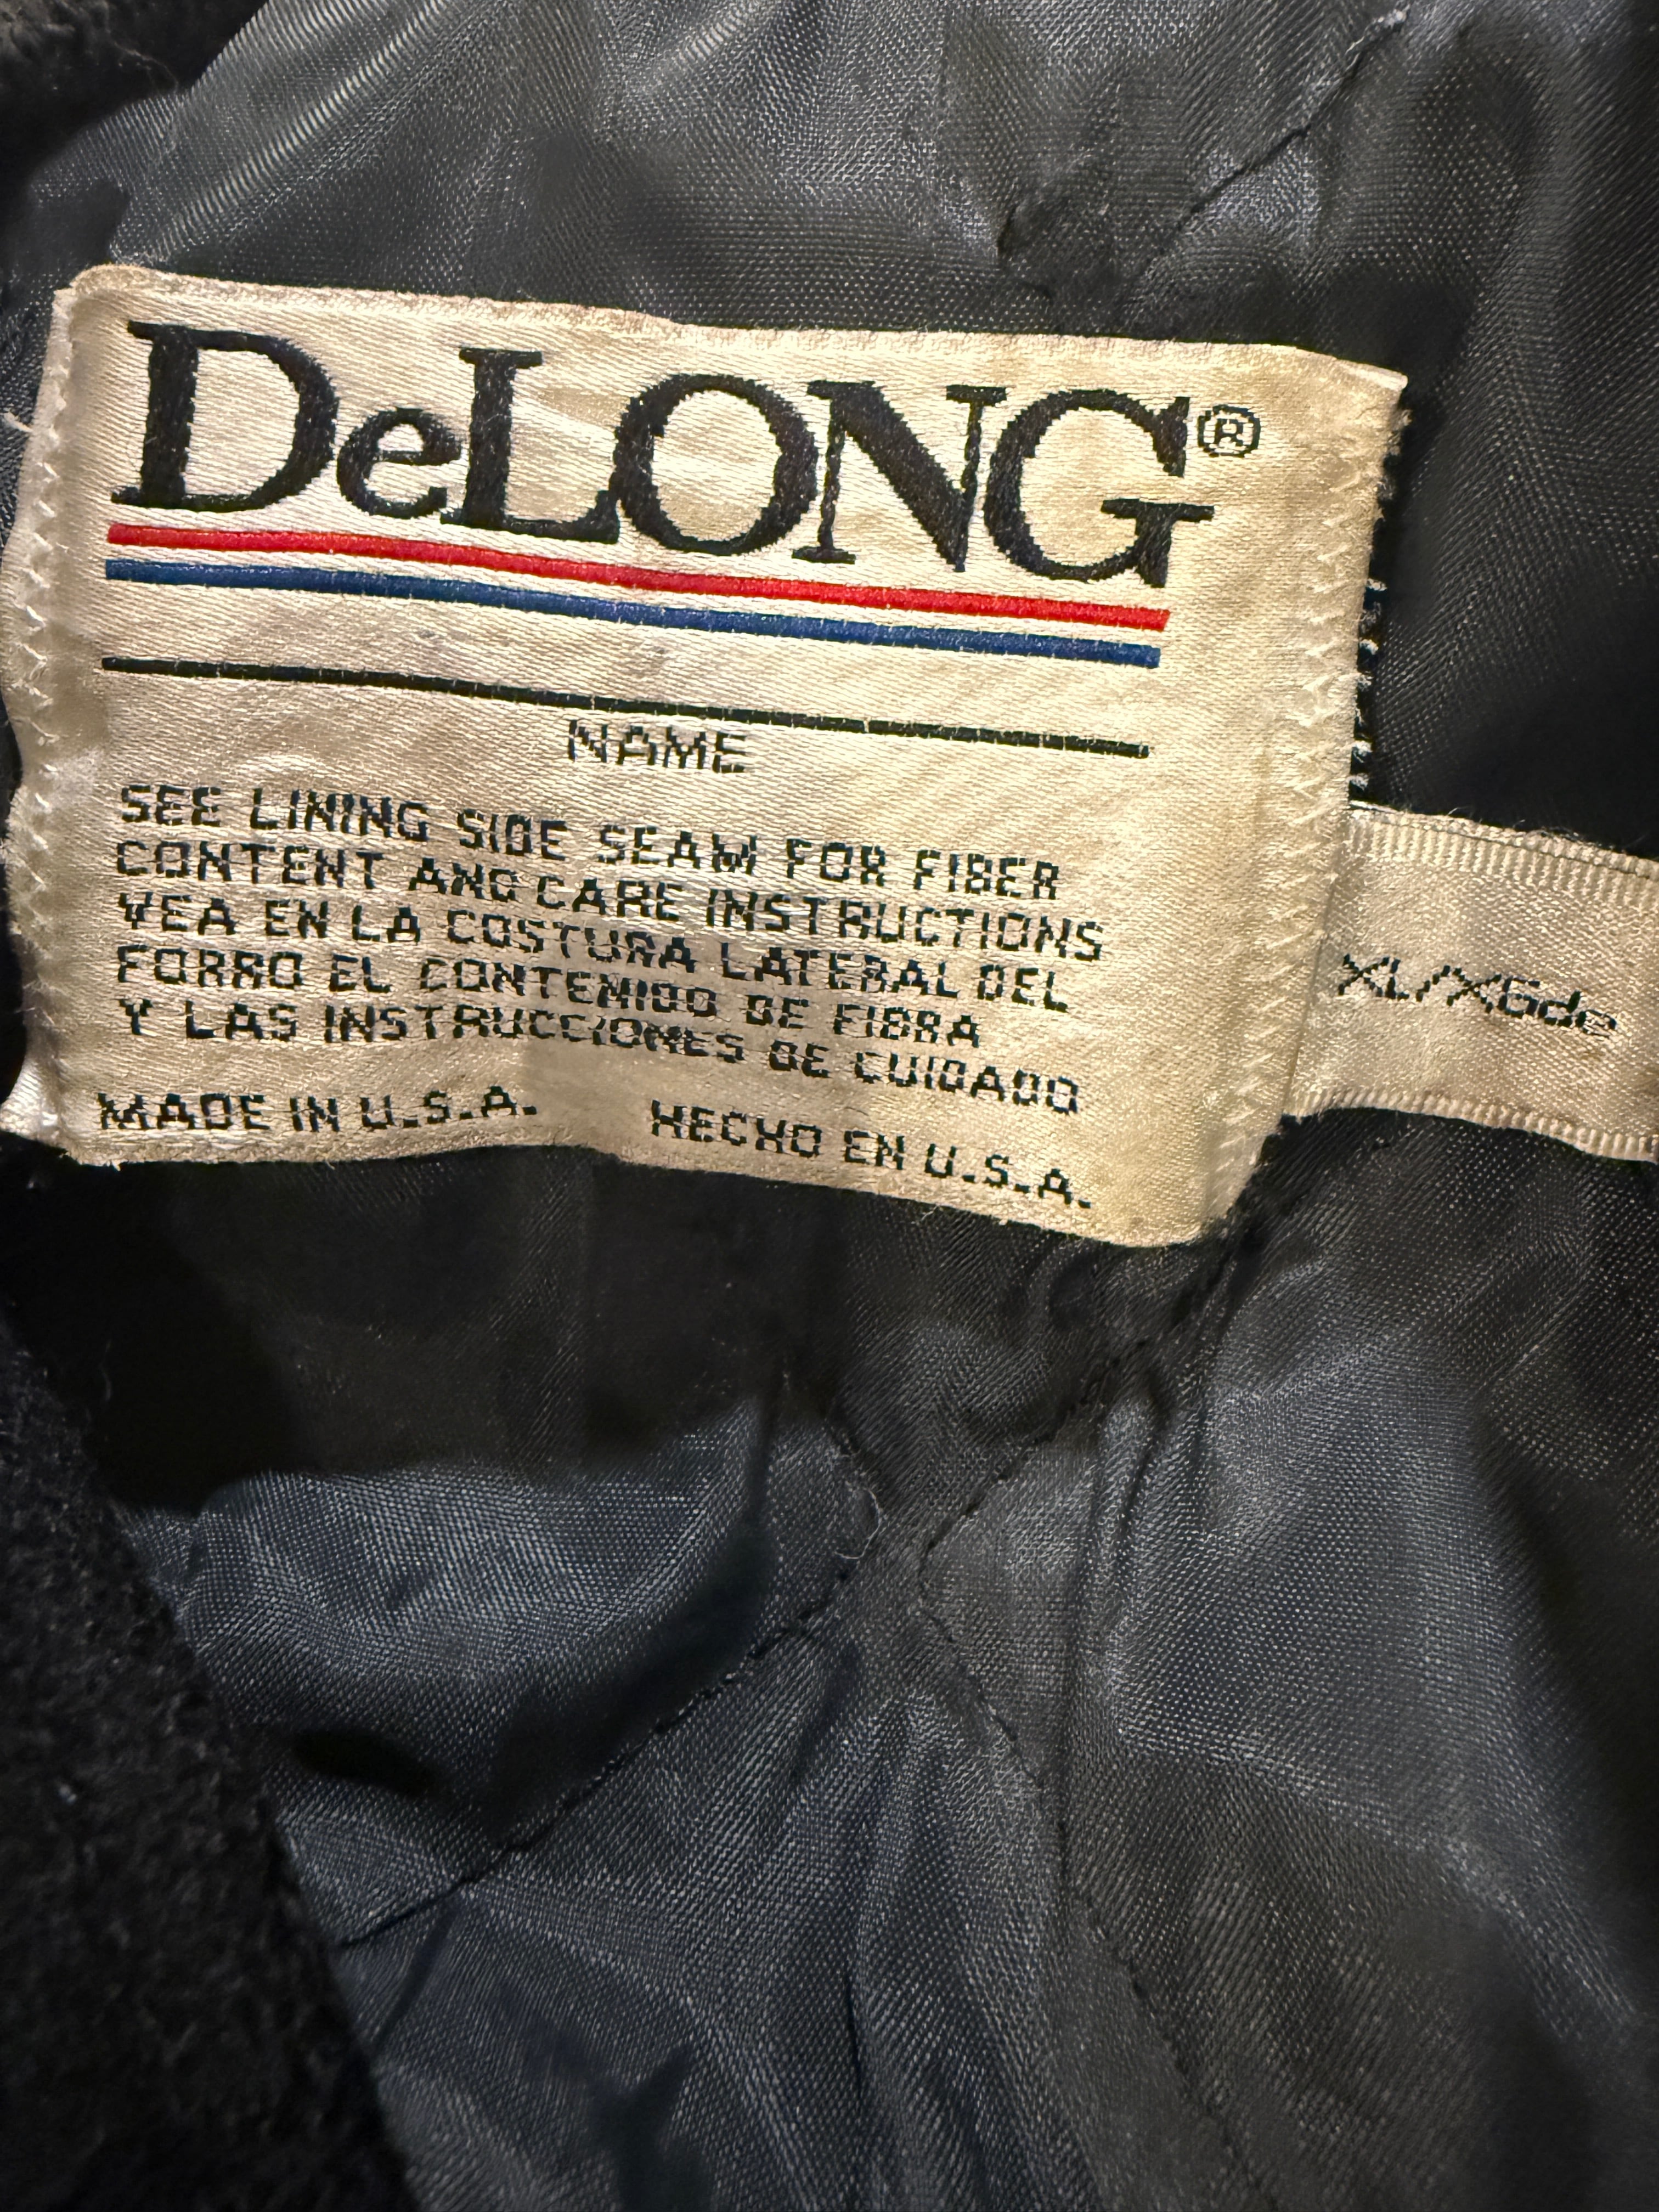 DeLONG®
NAME
SEE LINING SIDE SEAM FOR FIBER
CONTENT AND CARE INSTRUCTIONS
VEA EN LA COSTURA LATERAL DEL
FORRO EL CONTENIDO DE FIBRA
Y LAS INSTRUCCIONES DE CUIDADO
MADE IN U.S.A. HECHO EN U.S.A.
XL/XGde